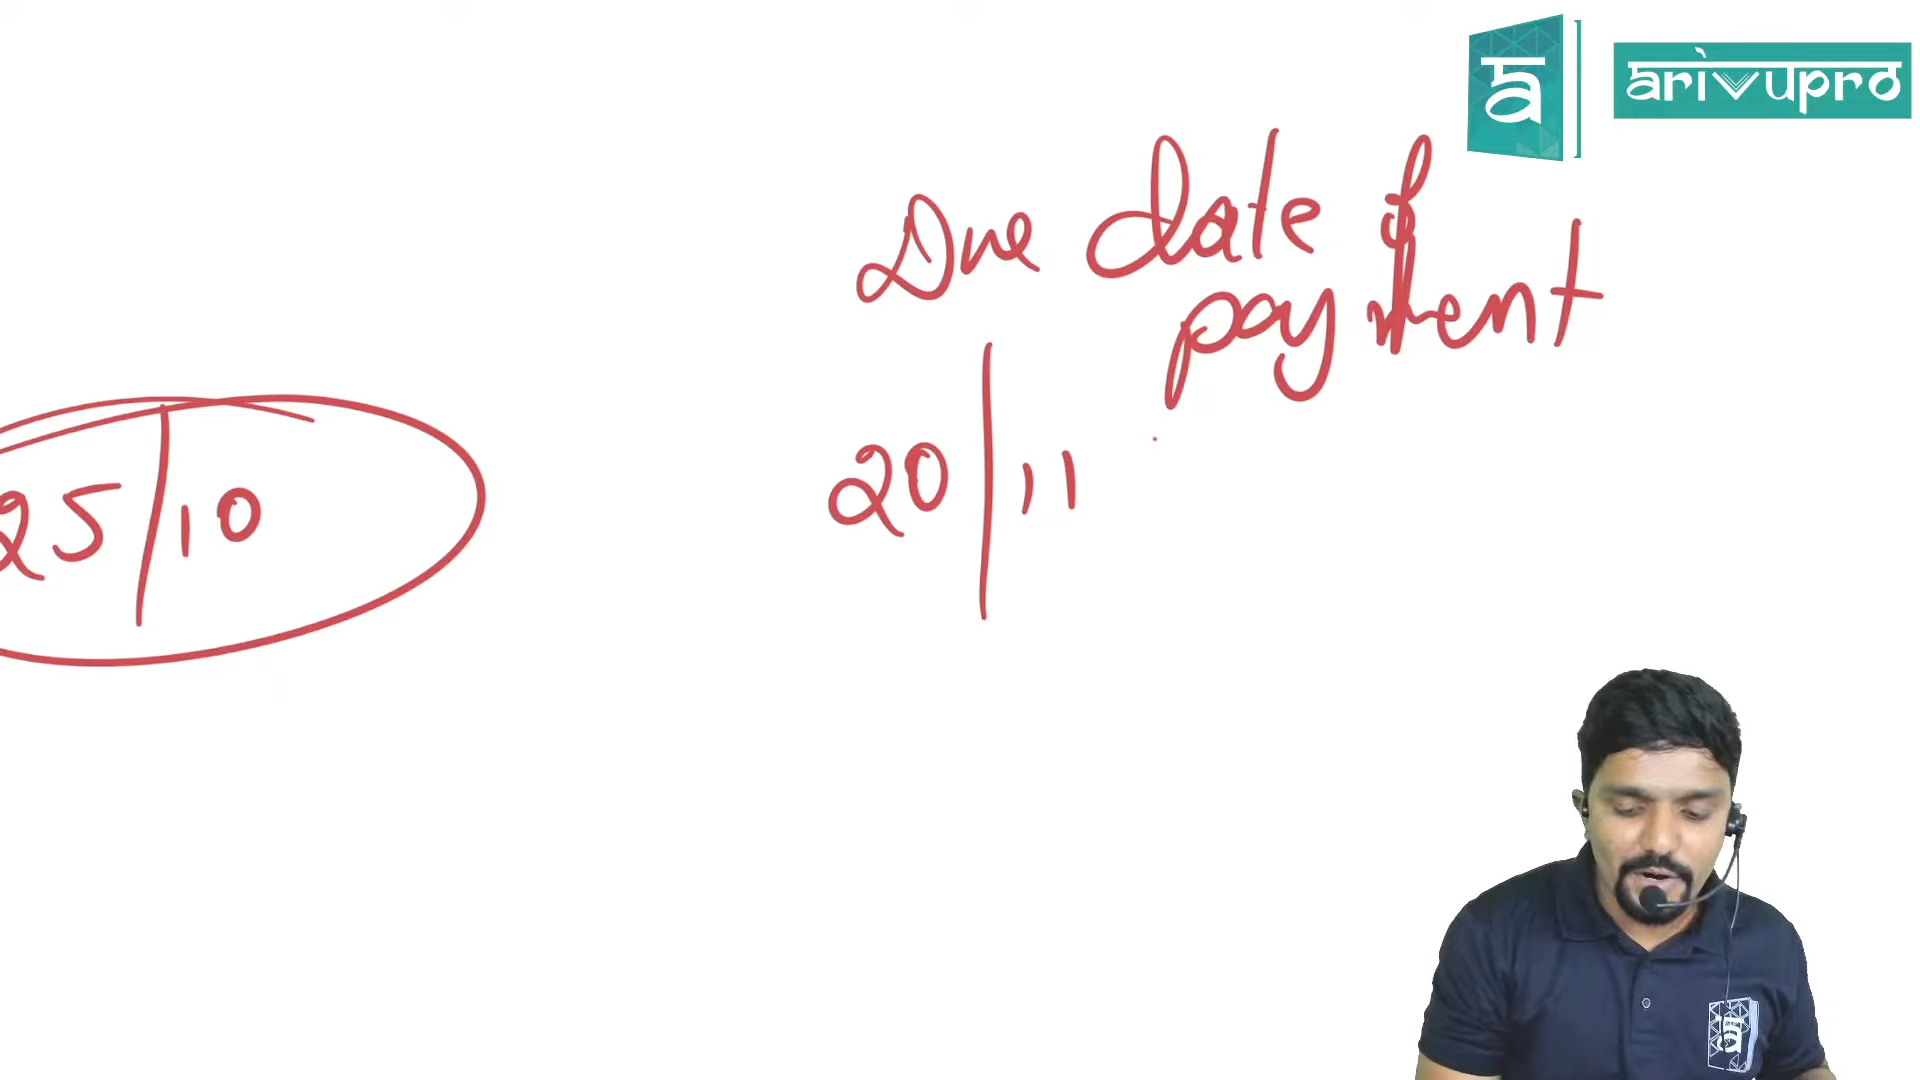 a
arivupro
Due date of
payment
25/10
20/11
a